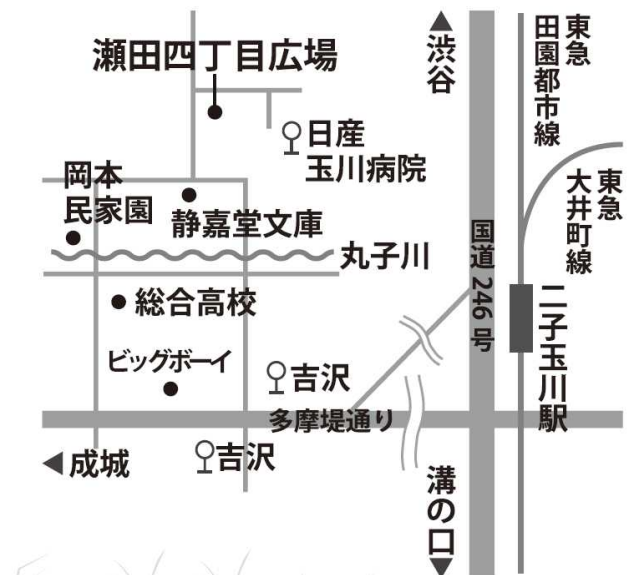 瀬田四丁目広場
渋谷
東急
田園都市線
日産
玉川病院
岡本
民家園
静嘉堂文庫
東急
大井町線
丸子川
国道246号
総合高校
二子玉川駅
ビッグボーイ
吉沢
多摩堤通り
成城
吉沢
溝の口